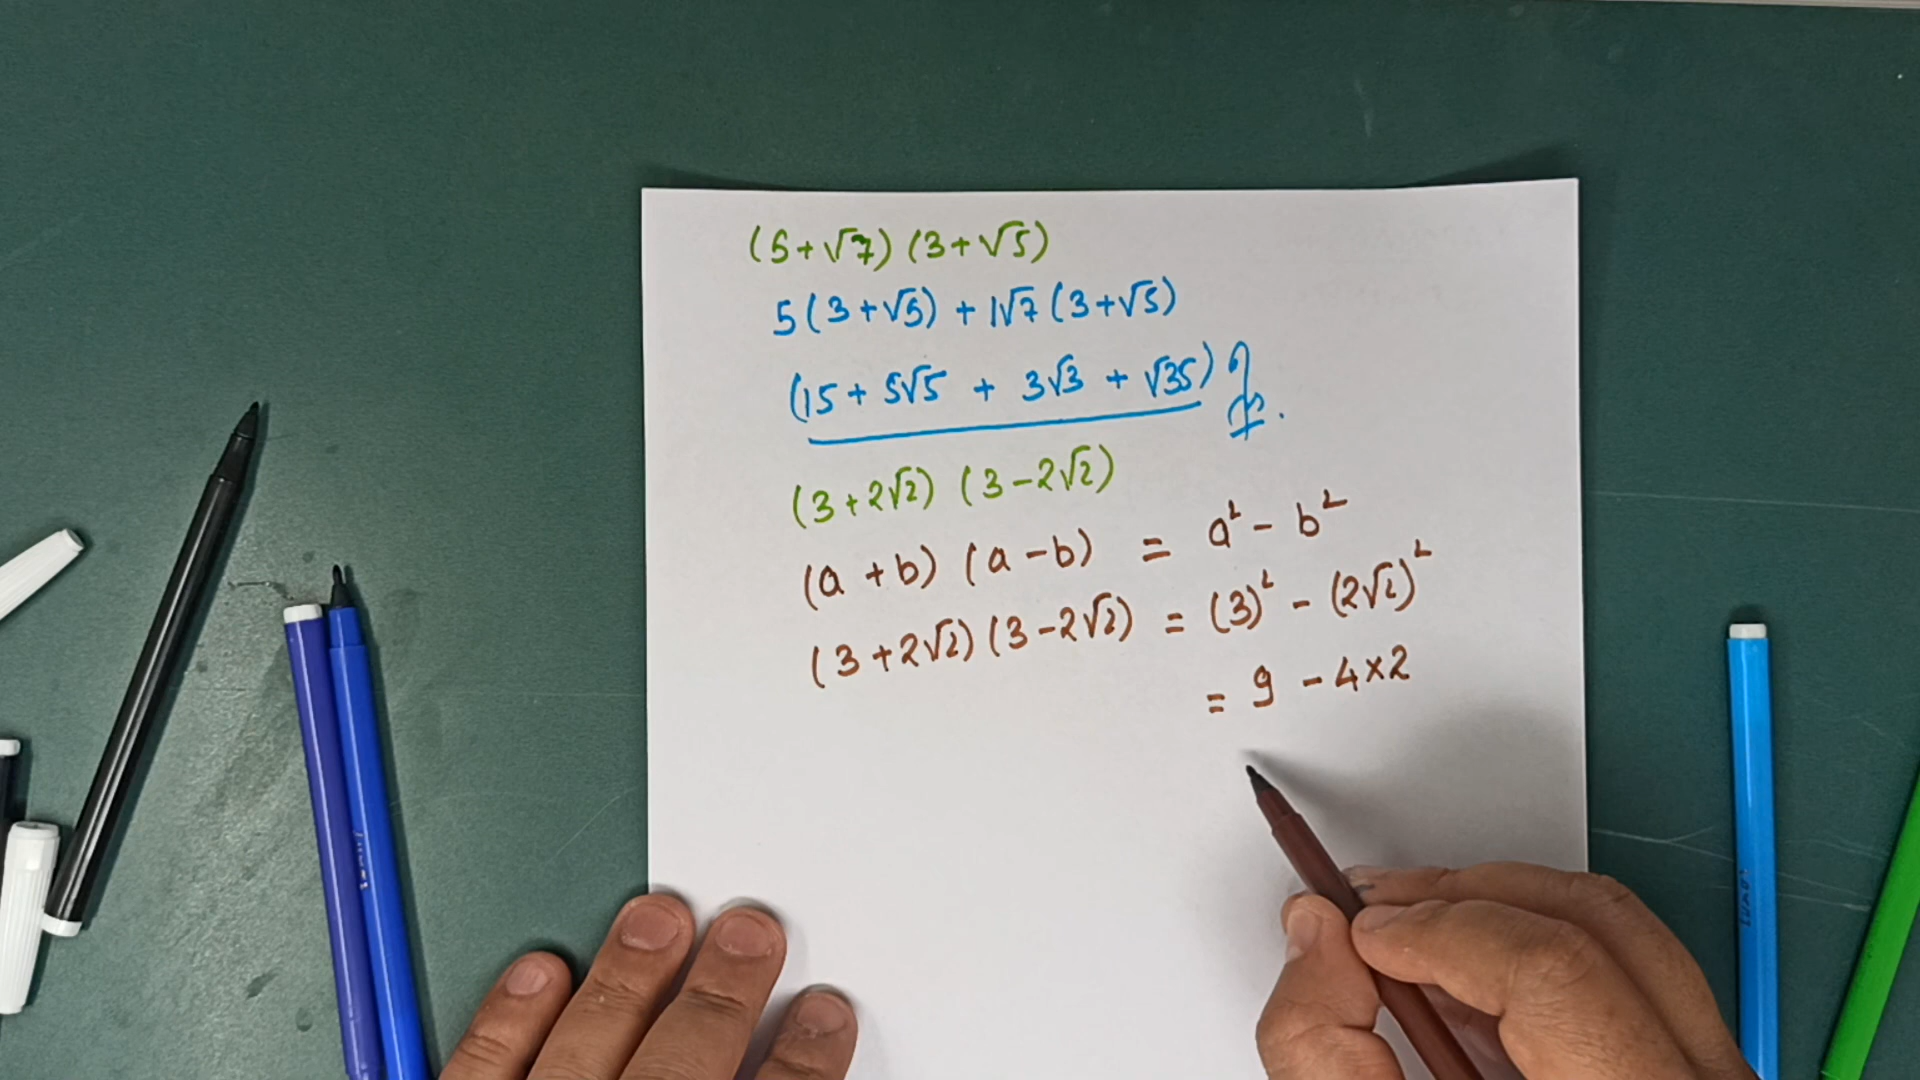 (5+√7) (3+√5)
5(3+√5) + 1√7(3+√5)
(15 + 5√5 + 3√3 + √35)
(3+2√2) (3-2√2)
(a+b) (a-b) = a² - b²
(3+2√2)(3-2√2) = (3)² - (2√2)²
= 9 - 4×2